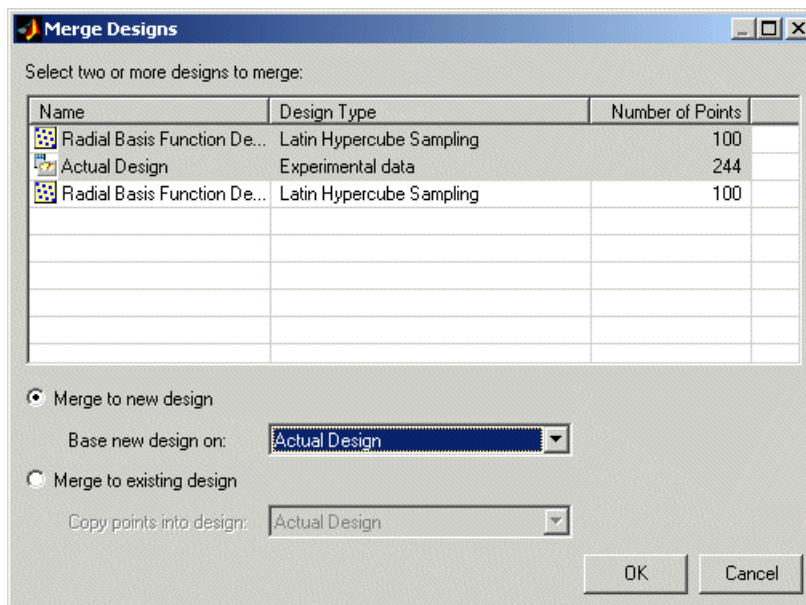 Merge Designs
Select two or more designs to merge:
Name Design Type Number of Points
Radial Basis Function De... Latin Hypercube Sampling 100
Actual Design Experimental data 244
Radial Basis Function De... Latin Hypercube Sampling 100
Merge to new design
Base new design on: Actual Design
Merge to existing design
Copy points into design: Actual Design
OK Cancel